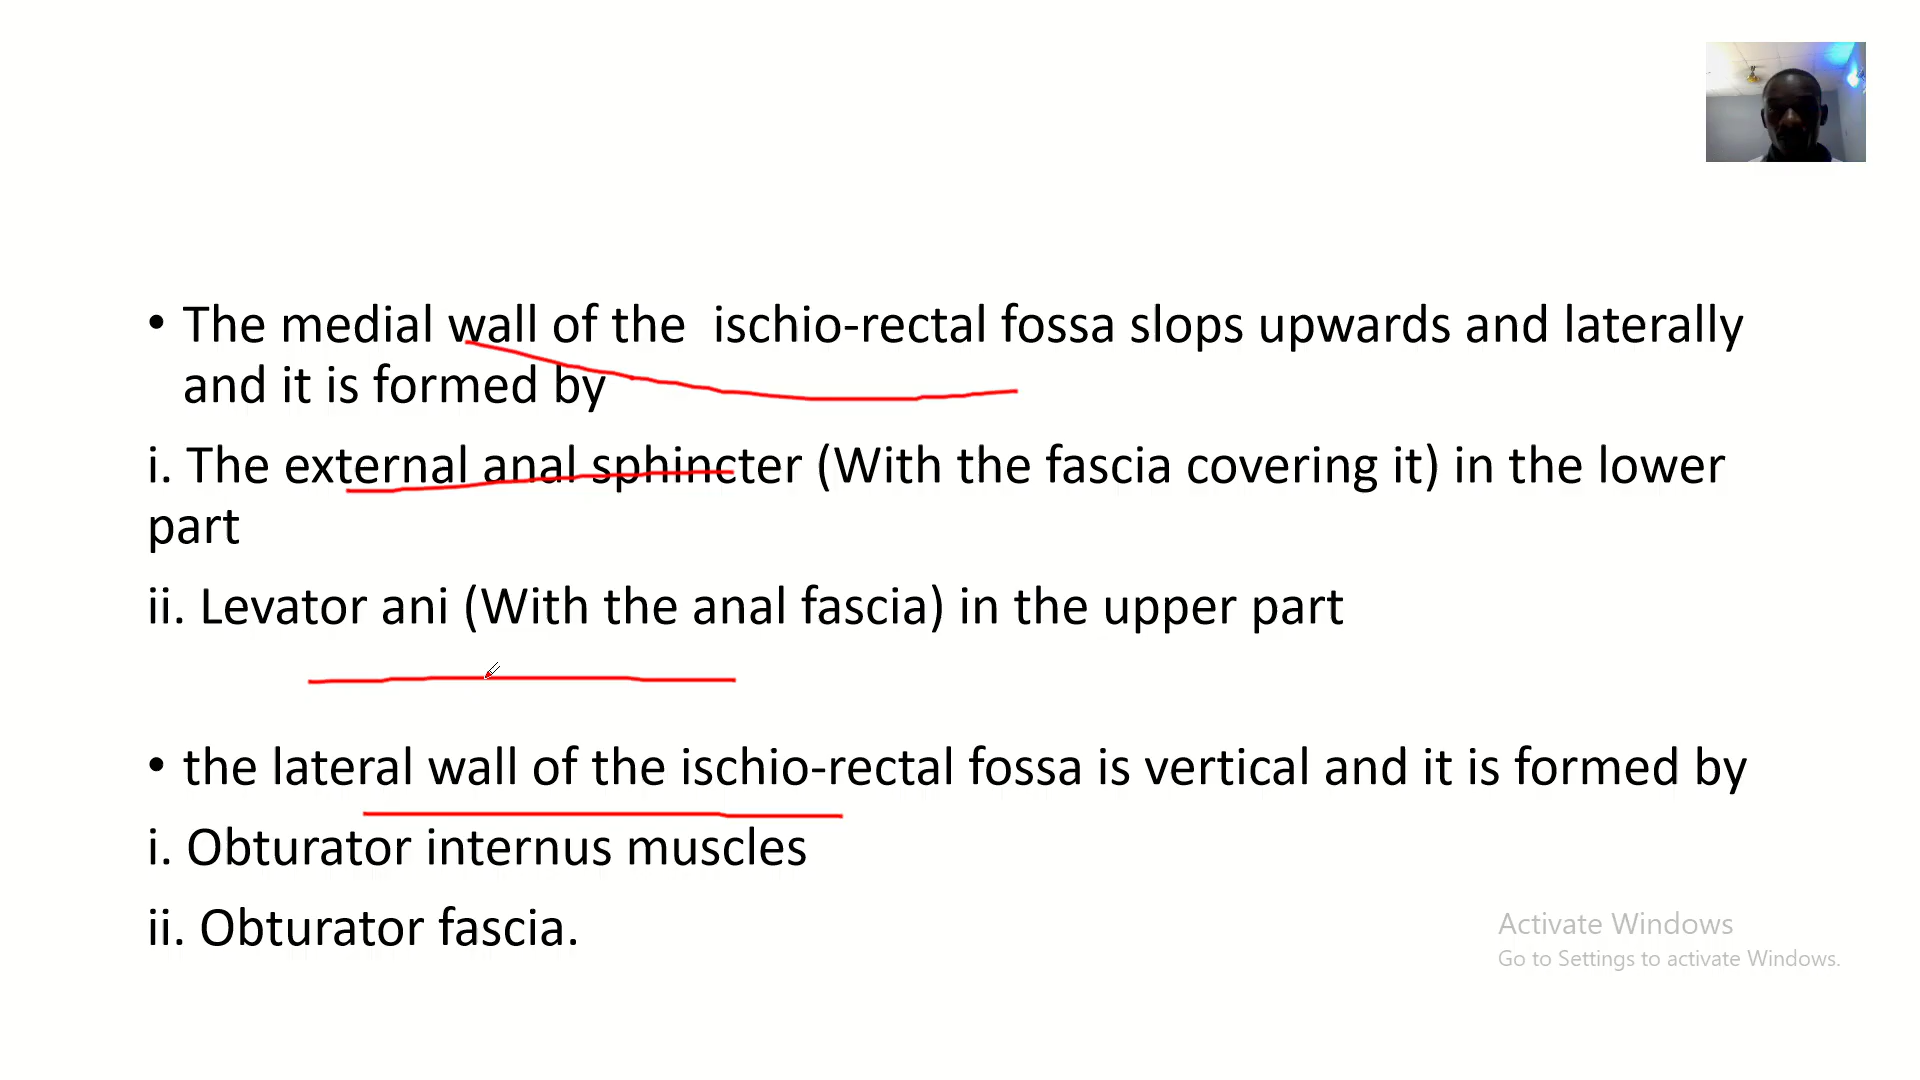 • The medial wall of the  ischio-rectal fossa slops upwards and laterally
and it is formed by
i. The external anal sphincter (With the fascia covering it) in the lower
part
ii. Levator ani (With the anal fascia) in the upper part
• the lateral wall of the ischio-rectal fossa is vertical and it is formed by
i. Obturator internus muscles
ii. Obturator fascia.
Activate Windows
Go to Settings to activate Windows.